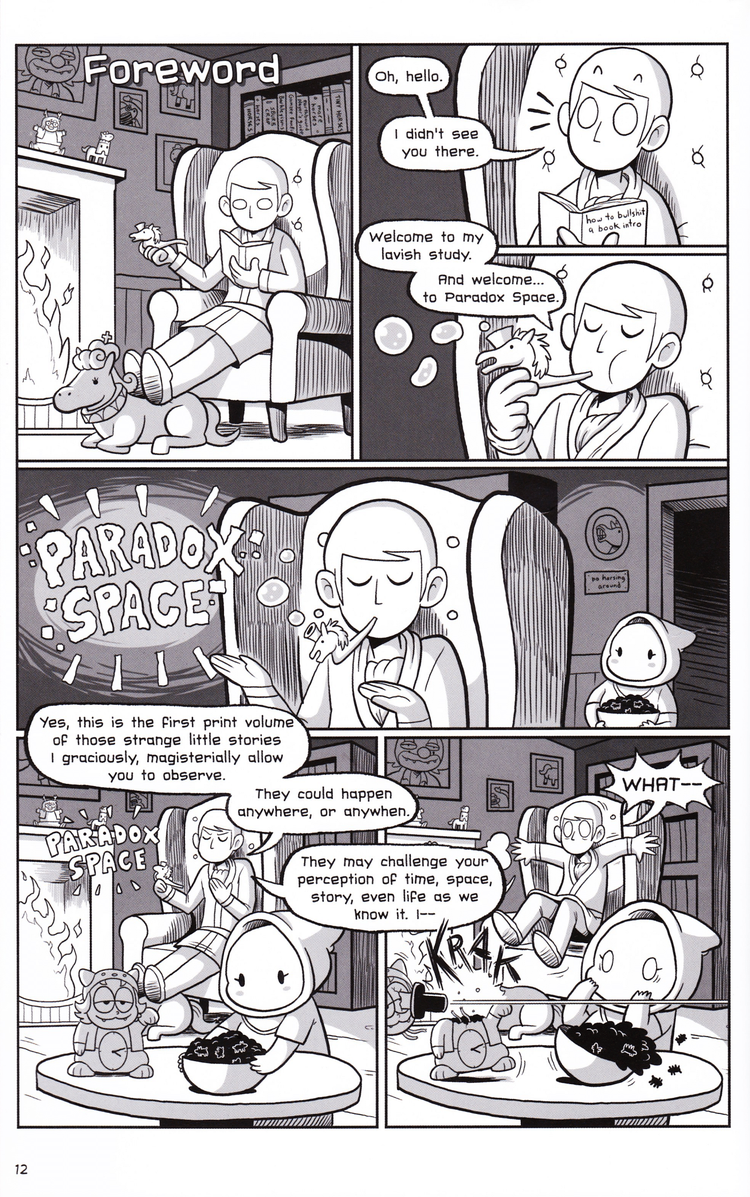 Foreword
TINY HORSES
HORSES
Oh, hello.
I didn't see
you there.
how to bullshit
a book intro
Welcome to my
lavish study.
And welcome...
to Paradox Space.
PARADOX
SPACE
no horsing
around
Yes, this is the first print volume
of those strange little stories
I graciously, magisterially allow
you to observe.
They could happen
anywhere, or anywhen.
PARADOX
SPACE
They may challenge your
perception of time, space,
story, even life as we
know it. I--
WHAT--
KRAK
12